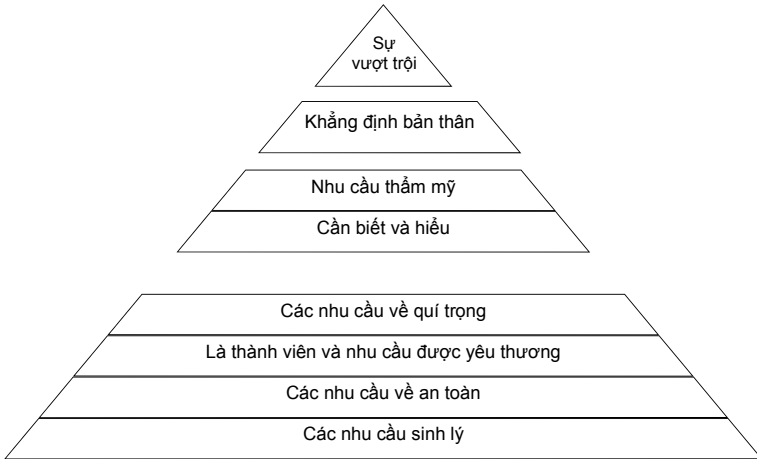 Sự
vượt trội
Khẳng định bản thân
Nhu cầu thẩm mỹ
Cần biết và hiểu
Các nhu cầu về quí trọng
Là thành viên và nhu cầu được yêu thương
Các nhu cầu về an toàn
Các nhu cầu sinh lý